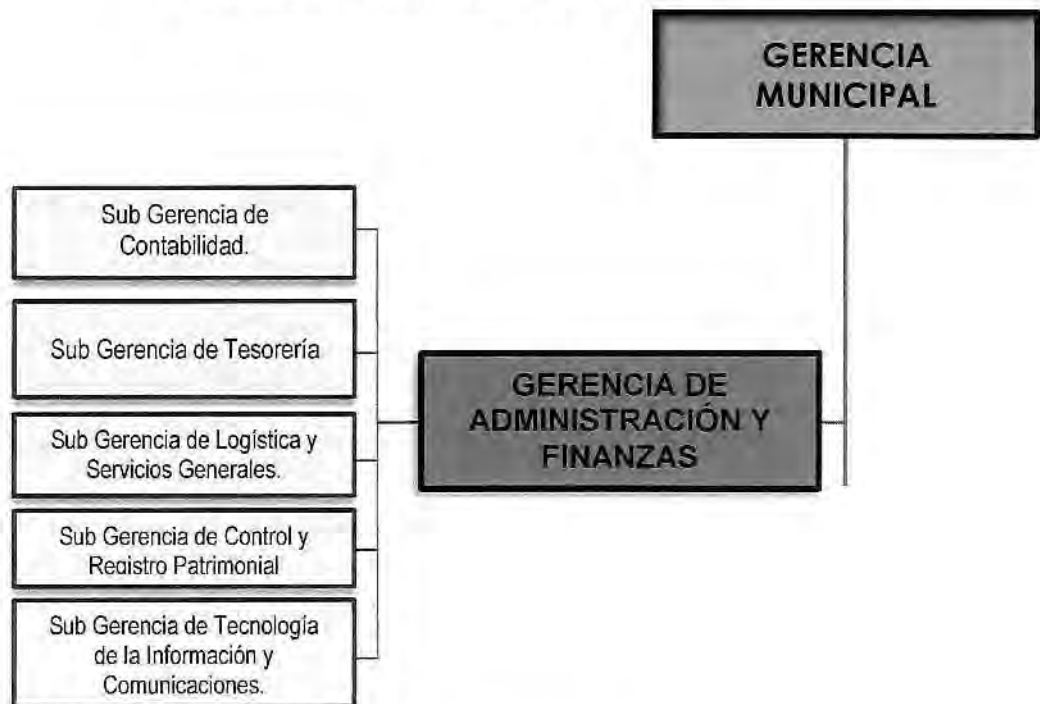 GERENCIA
MUNICIPAL
Sub Gerencia de
Contabilidad.
Sub Gerencia de Tesorería
GERENCIA DE
ADMINISTRACIÓN Y
FINANZAS
Sub Gerencia de Logística y
Servicios Generales.
Sub Gerencia de Control y
Registro Patrimonial
Sub Gerencia de Tecnología
de la Información y
Comunicaciones.